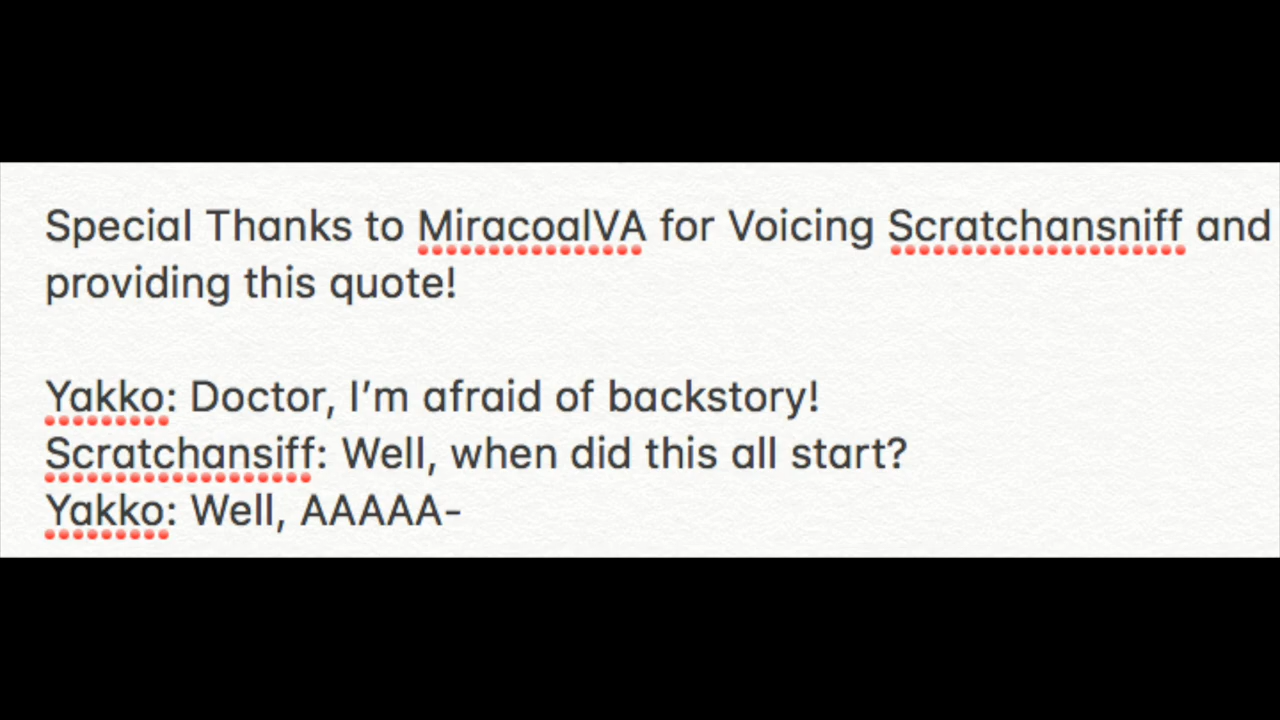 Special Thanks to MiracoalVA for Voicing Scratchansniff and
providing this quote!
Yakko: Doctor, I’m afraid of backstory!
Scratchansiff: Well, when did this all start?
Yakko: Well, AAAAA-